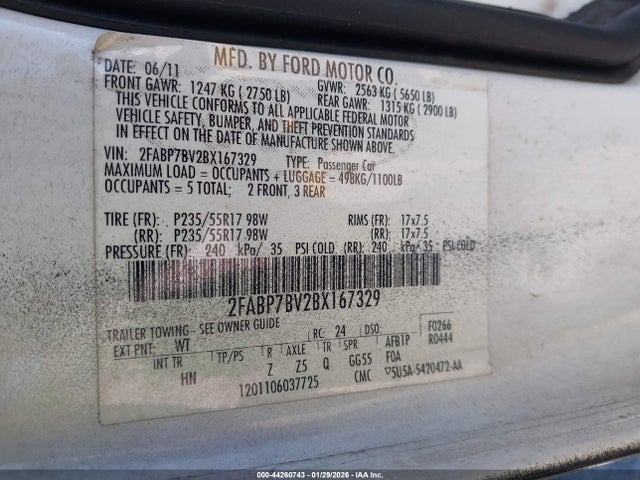 MFD. BY FORD MOTOR CO.
DATE: 06/11
GVWR: 2563 KG ( 5650 LB)
FRONT GAWR: 1247 KG ( 2750 LB)
REAR GAWR: 1315 KG ( 2900 LB)
THIS VEHICLE CONFORMS TO ALL APPLICABLE FEDERAL MOTOR
VEHICLE SAFETY, BUMPER, AND THEFT PREVENTION STANDARDS
IN EFFECT ON THE DATE OF MANUFACTURE SHOWN ABOVE.
VIN: 2FABP7BV2BX167329 TYPE: Passenger Car
MAXIMUM LOAD = OCCUPANTS + LUGGAGE = 498KG/1100LB
OCCUPANTS = 5 TOTAL; 2 FRONT, 3 REAR
TIRE (FR): P235/55R17 98W RIMS (FR): 17x7.5
(RR): P235/55R17 98W (RR): 17x7.5
PRESSURE (FR): 240 kPa/ 35 PSI COLD (RR): 240 kPa/ 35 PSI COLD
2FABP7BV2BX167329
TRAILER TOWING - SEE OWNER GUIDE
RC: 24 DSO: F0266
EXT PNT: WT AFB1P R0444
INT TR TP/PS R AXLE TR SPR FOA
HN Z Z5 Q GG55
CMC ▽5U5A-5420472-AA
1201106037725
000-44260743 - 01/29/2026 - IAA Inc.